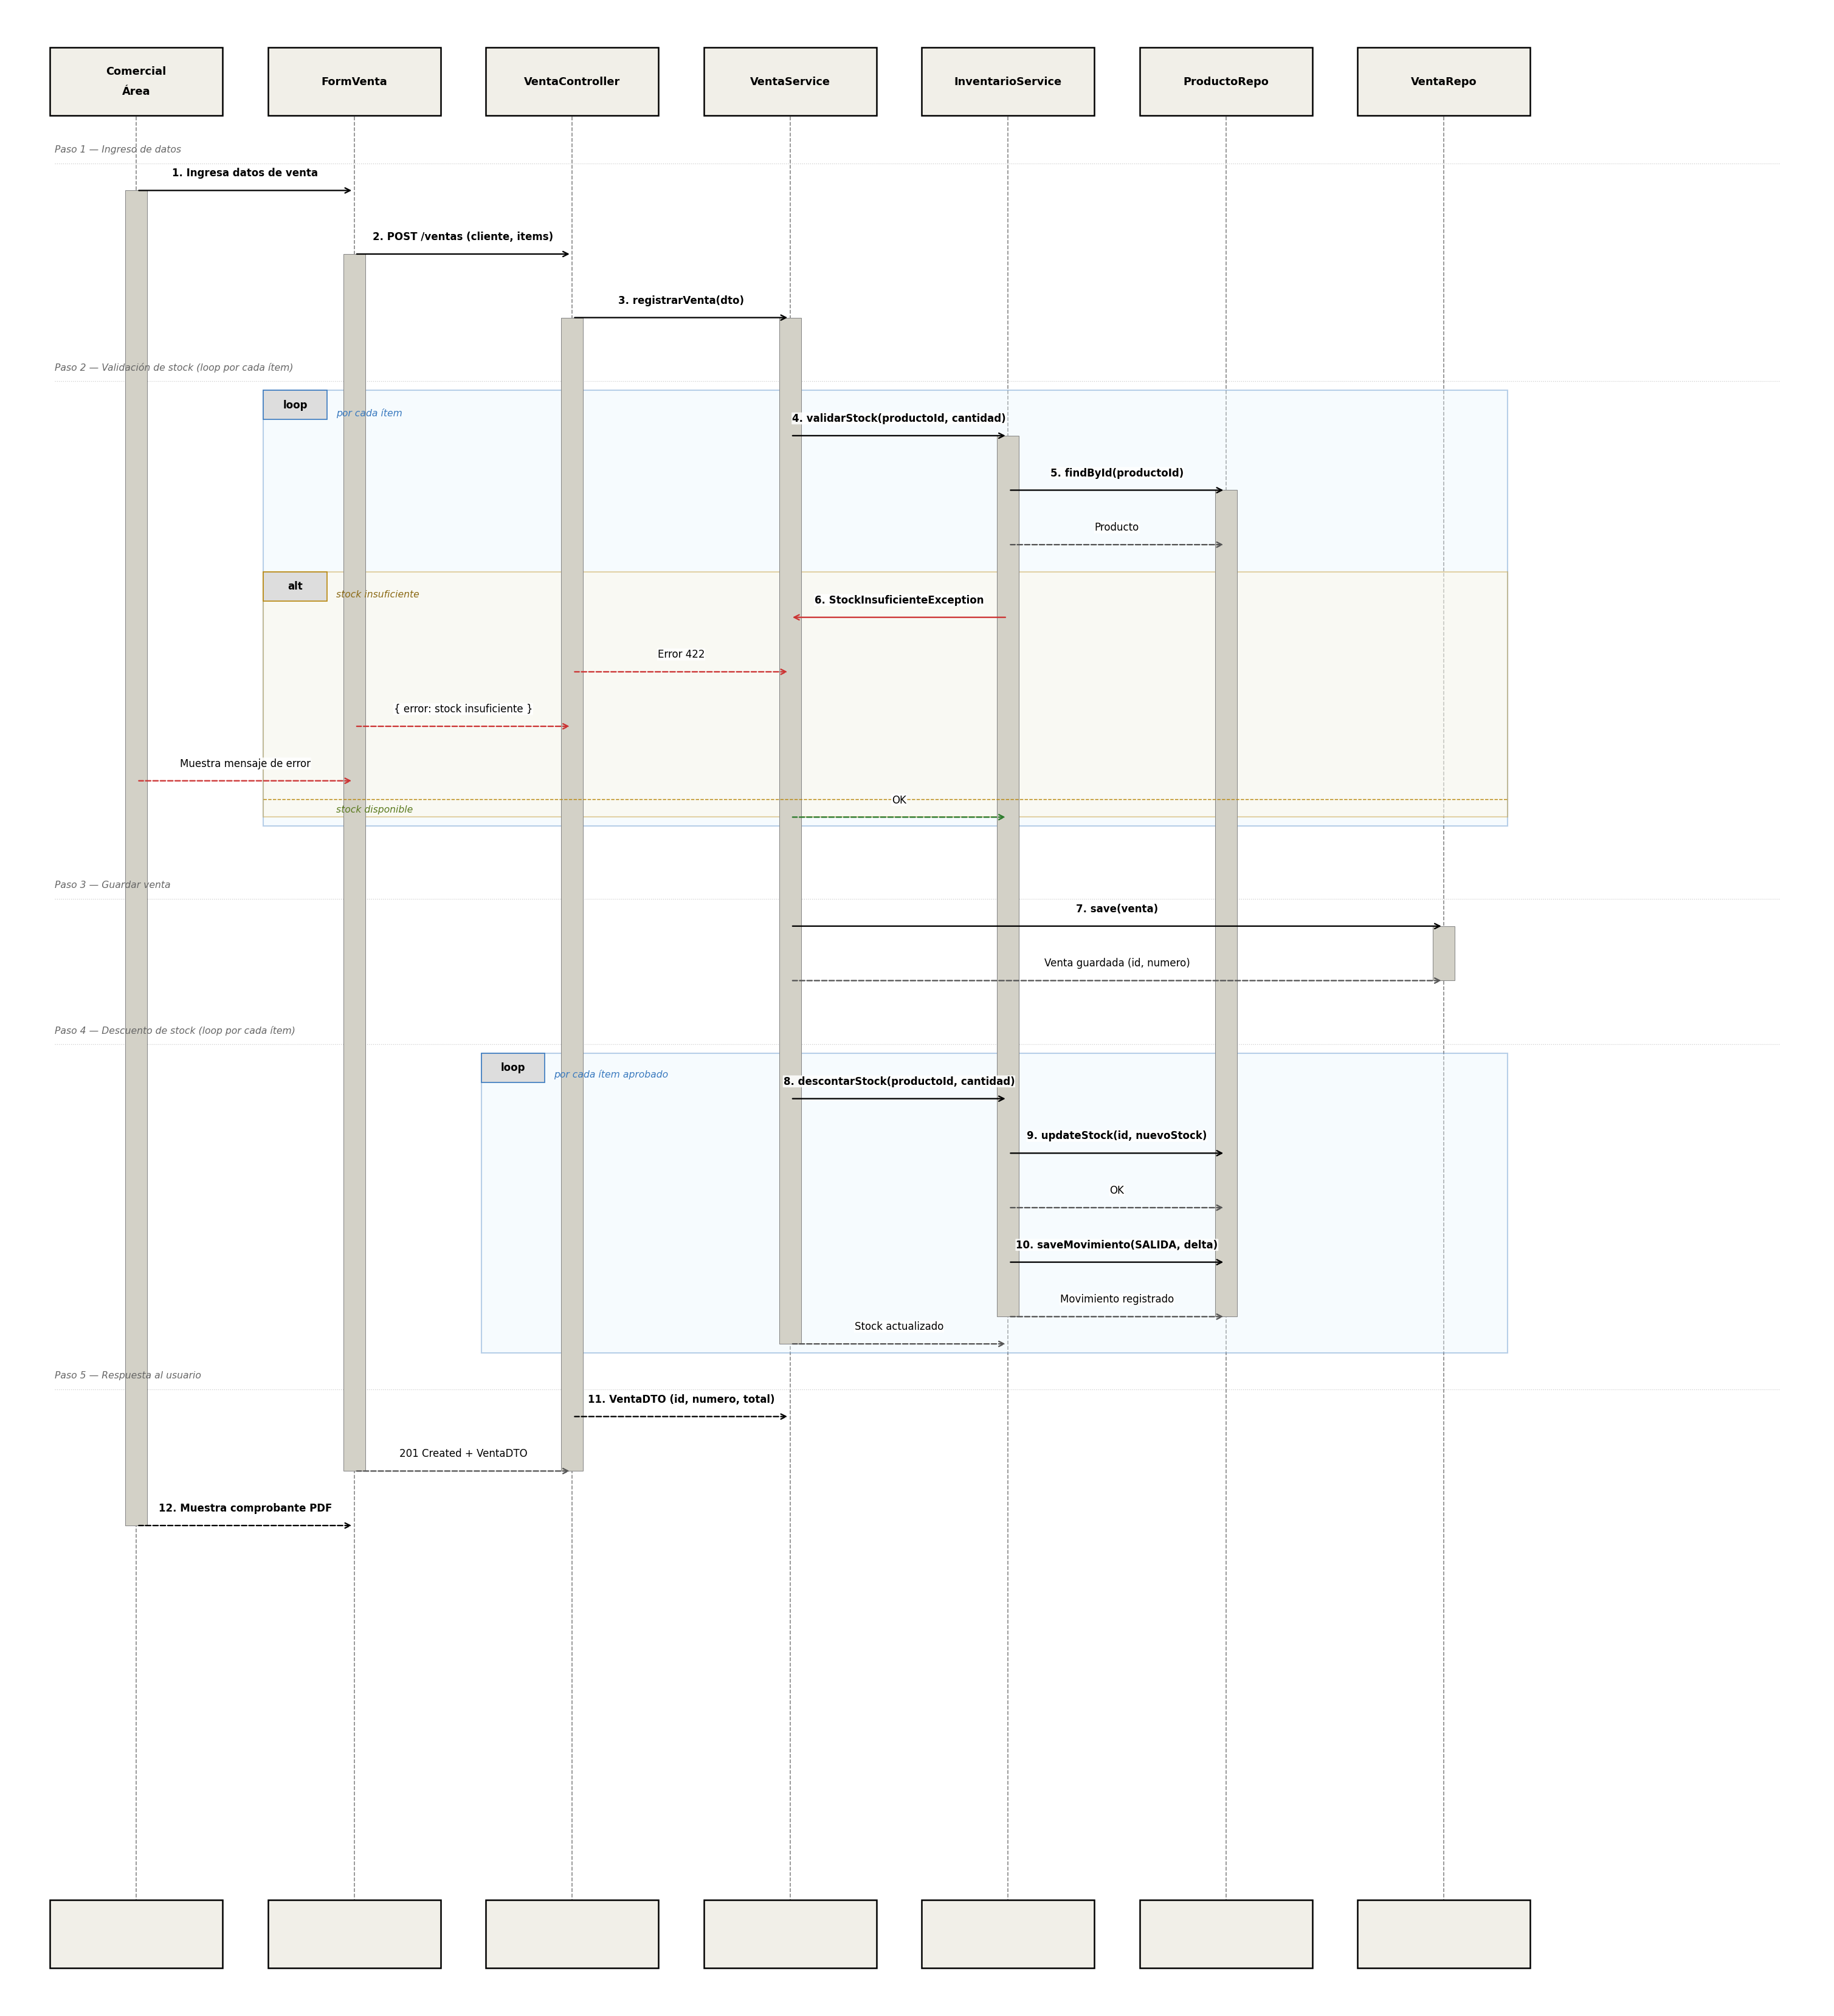 Comercial
Área
FormVenta
VentaController
VentaService
InventarioService
ProductoRepo
VentaRepo
Paso 1 — Ingreso de datos
1. Ingresa datos de venta
2. POST /ventas (cliente, items)
3. registrarVenta(dto)
Paso 2 — Validación de stock (loop por cada ítem)
loop
por cada ítem
4. validarStock(productoId, cantidad)
5. findById(productoId)
Producto
alt
stock insuficiente
6. StockInsuficienteException
Error 422
{ error: stock insuficiente }
Muestra mensaje de error
OK
stock disponible
Paso 3 — Guardar venta
7. save(venta)
Venta guardada (id, numero)
Paso 4 — Descuento de stock (loop por cada ítem)
loop
por cada ítem aprobado
8. descontarStock(productoId, cantidad)
9. updateStock(id, nuevoStock)
OK
10. saveMovimiento(SALIDA, delta)
Movimiento registrado
Stock actualizado
Paso 5 — Respuesta al usuario
11. VentaDTO (id, numero, total)
201 Created + VentaDTO
12. Muestra comprobante PDF